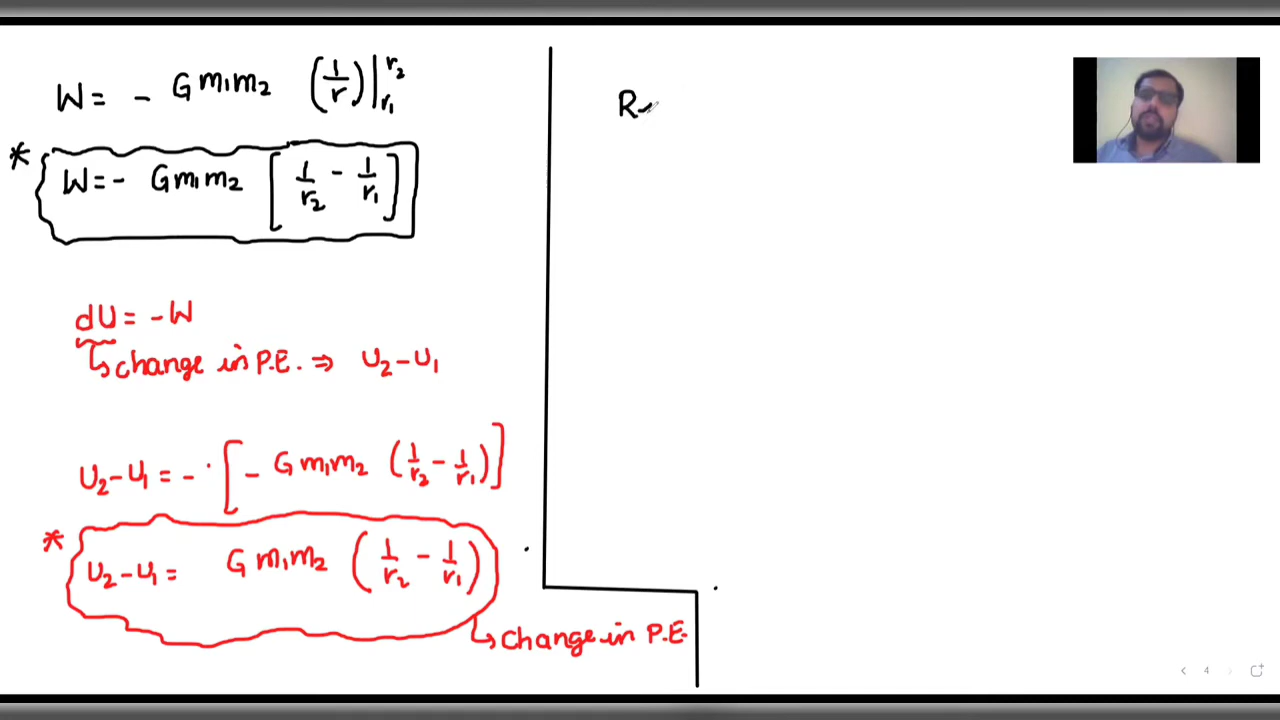 W = - Gm₁m₂ (1/r)|r₂ r₁
* W = - Gm₁m₂ [1/r₂ - 1/r₁]
dU = -W
↳ change in P.E. ⇒ U₂ - U₁
U₂ - U₁ = - [- Gm₁m₂ (1/r₂ - 1/r₁)]
* U₂ - U₁ = Gm₁m₂ (1/r₂ - 1/r₁)
↳ Change in P.E.
R
4